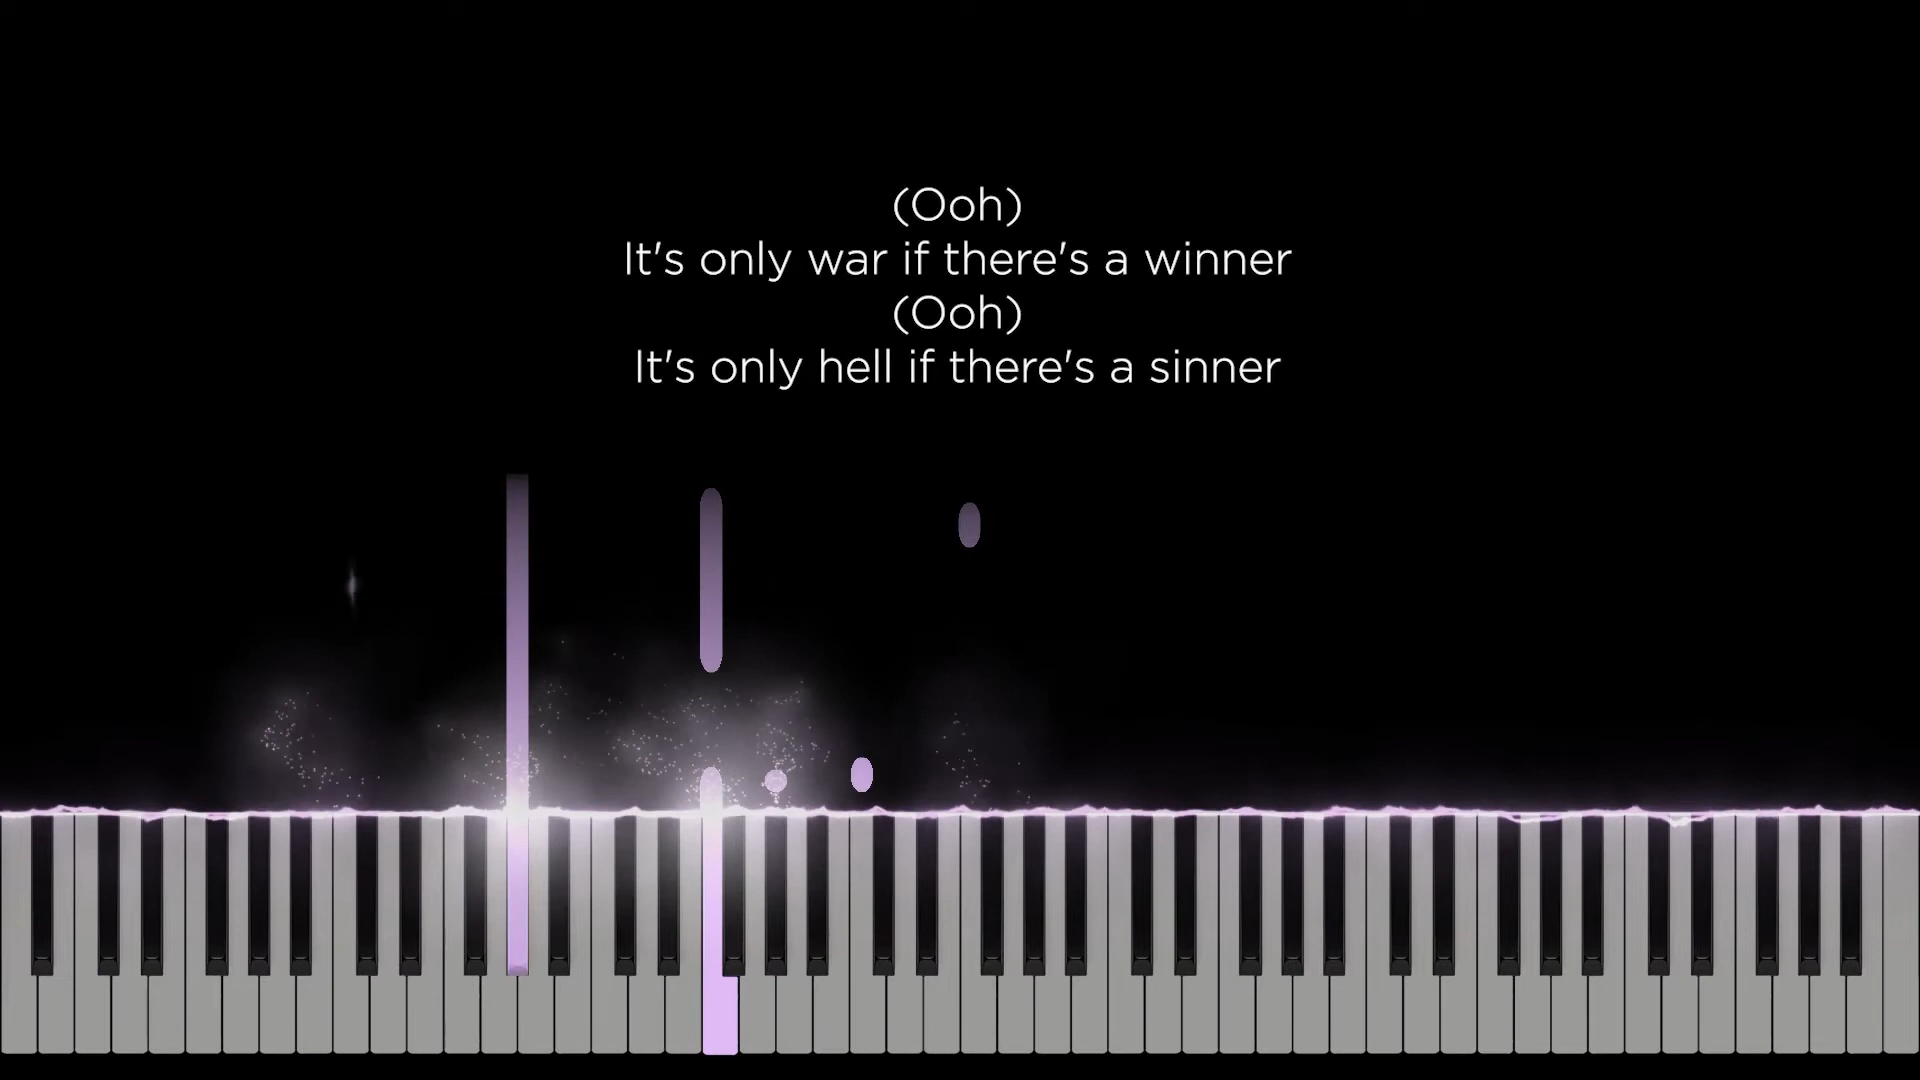 (Ooh)
It's only war if there's a winner
(Ooh)
It's only hell if there's a sinner